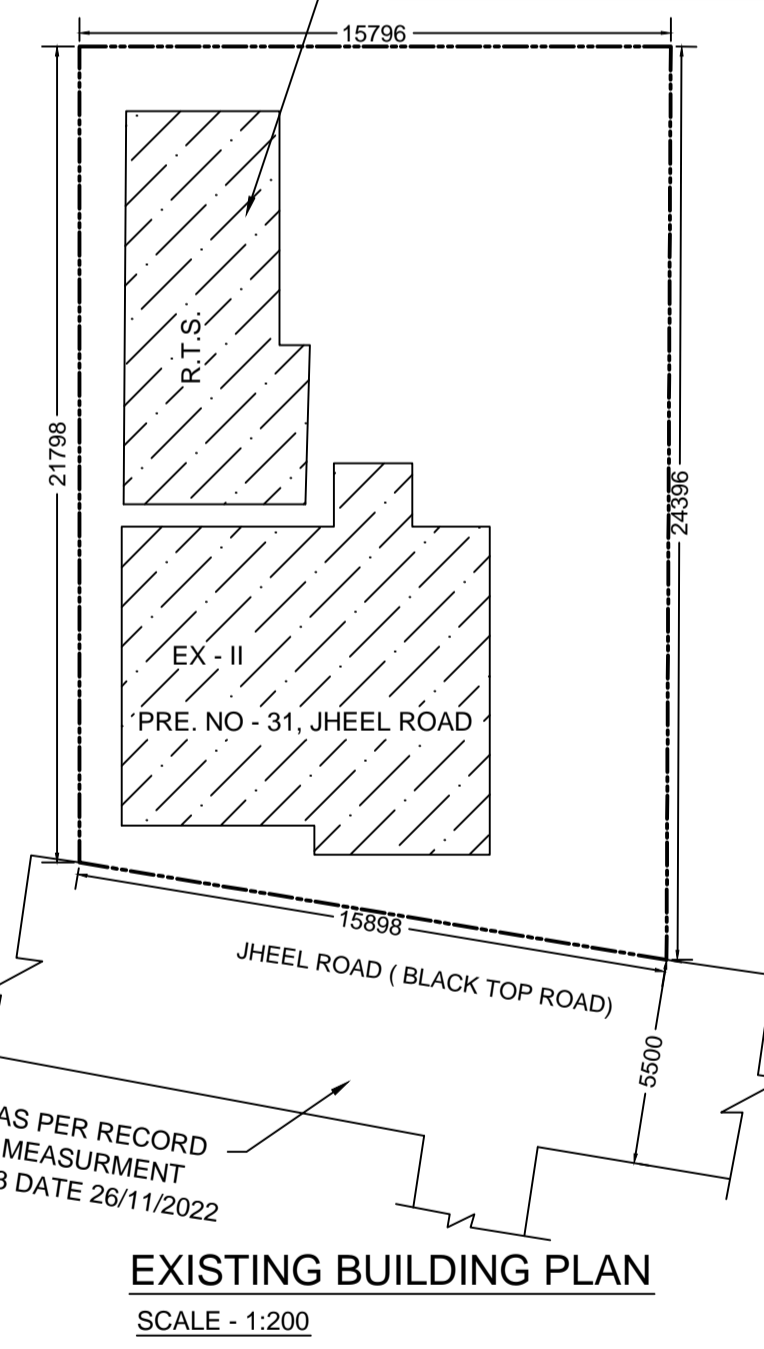 15796
R.T.S.
21798
24396
EX - II
PRE. NO - 31, JHEEL ROAD
15898
JHEEL ROAD ( BLACK TOP ROAD)
5500
AS PER RECORD
MEASURMENT
DATE 26/11/2022
EXISTING BUILDING PLAN
SCALE - 1:200